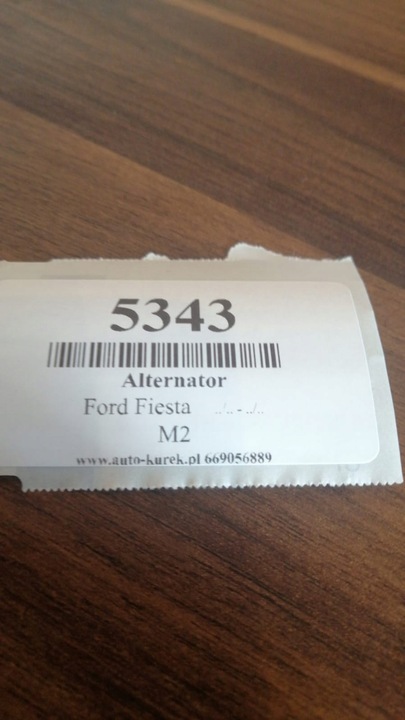 5343
Alternator
Ford Fiesta ../.. - ../..
M2
www.auto-kurek.pl 669056889